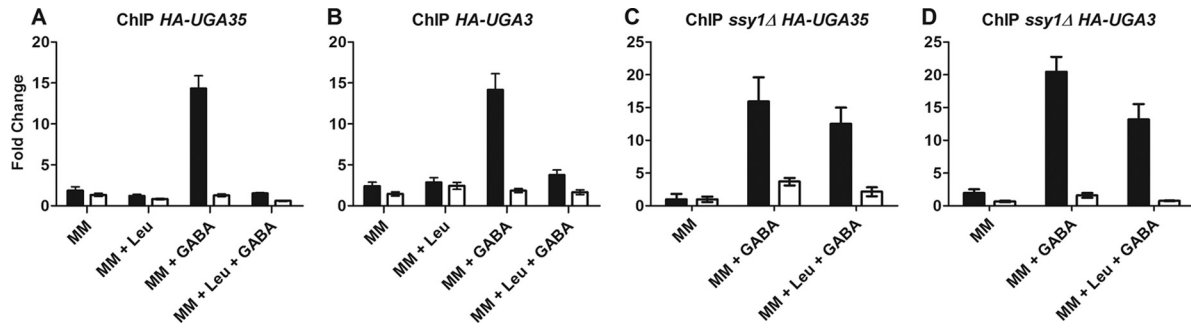 A ChIP HA-UGA35
B ChIP HA-UGA3
C ChIP ssy1Δ HA-UGA35
D ChIP ssy1Δ HA-UGA3
Fold Change
20
15
10
5
0
MM
MM + Leu
MM + GABA
MM + Leu + GABA
20
15
10
5
0
MM
MM + Leu
MM + GABA
MM + Leu + GABA
25
20
15
10
5
0
MM
MM + GABA
MM + Leu + GABA
25
20
15
10
5
0
MM
MM + GABA
MM + Leu + GABA